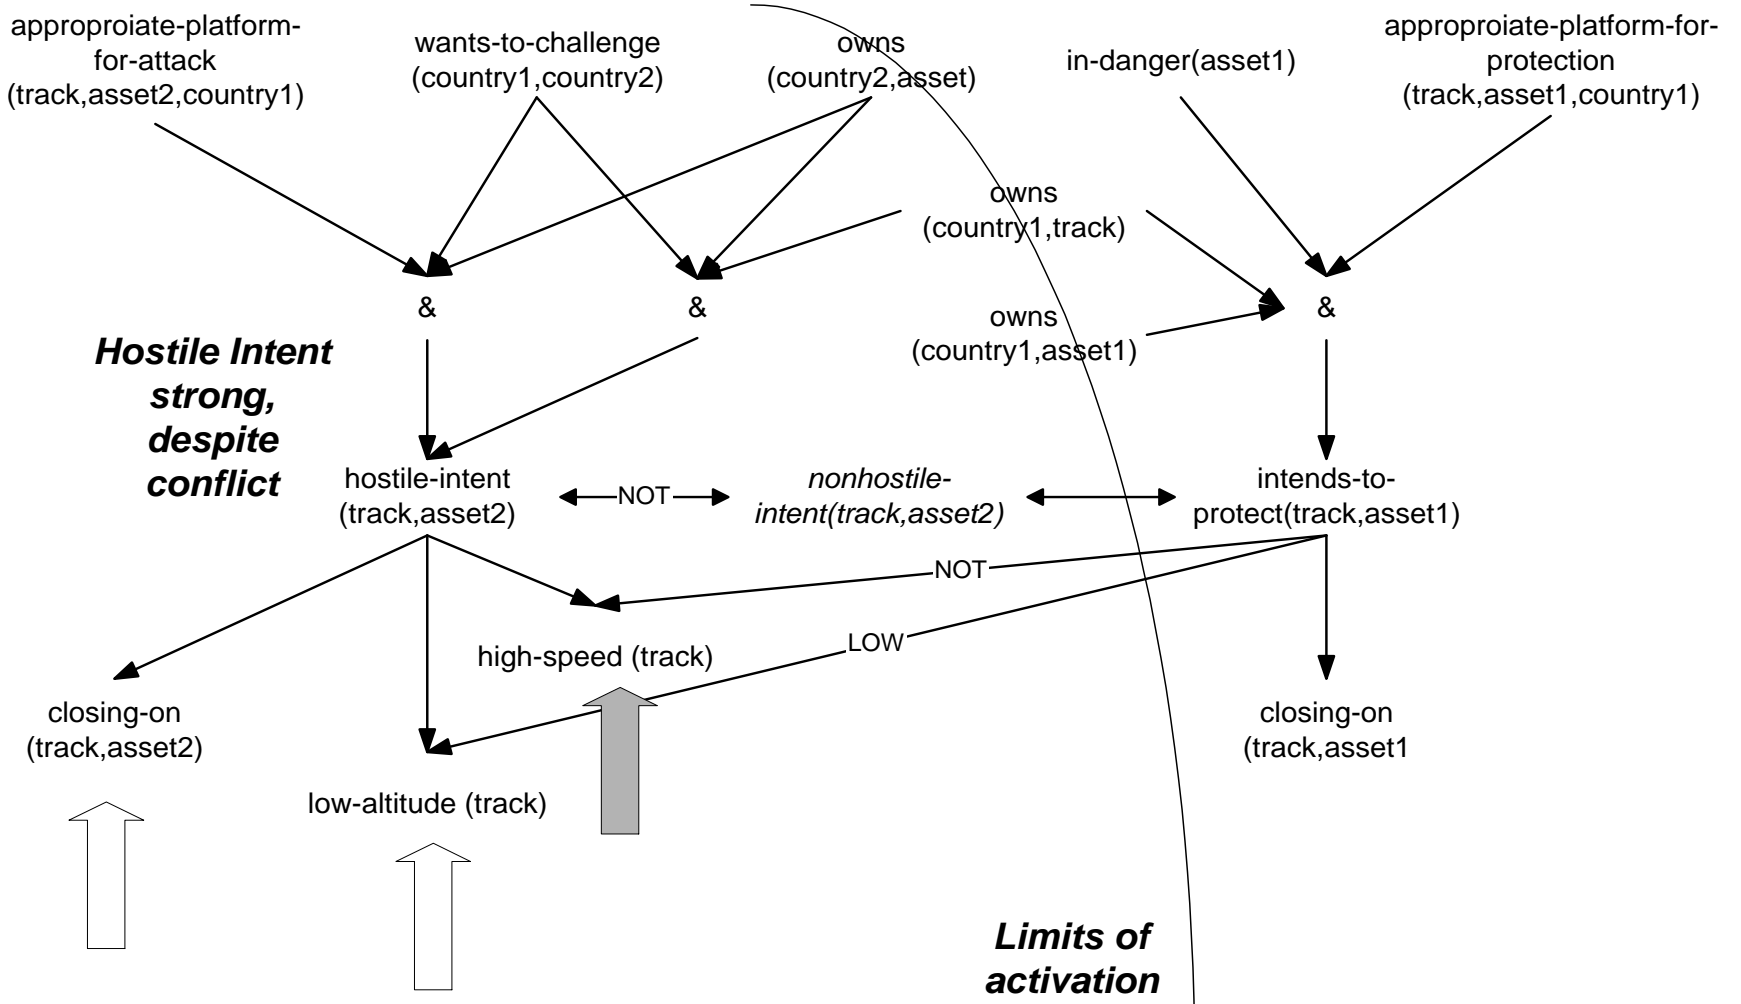 approproiate-platform-
for-attack
(track,asset2,country1)
wants-to-challenge
(country1,country2)
owns
(country2,asset)
in-danger(asset1)
approproiate-platform-for-
protection
(track,asset1,country1)
owns
(country1,track)
&
&
owns
(country1,asset1)
&
Hostile Intent
strong,
despite
conflict
hostile-intent
(track,asset2)
NOT
nonhostile-
intent(track,asset2)
intends-to-
protect(track,asset1)
NOT
LOW
high-speed (track)
closing-on
(track,asset2)
closing-on
(track,asset1
low-altitude (track)
Limits of
activation